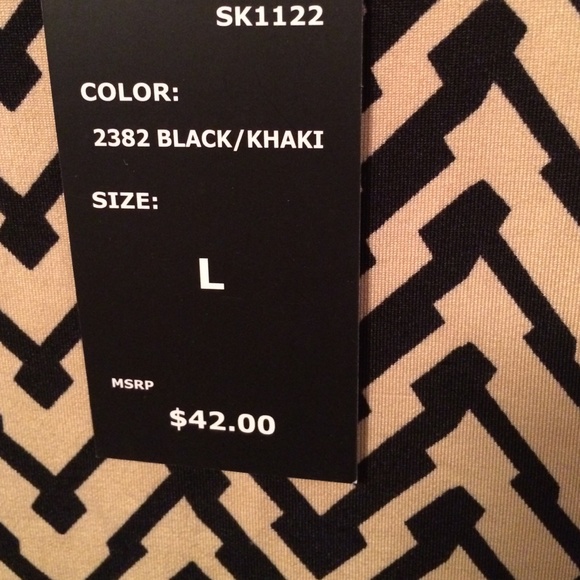 SK1122
COLOR:
2382 BLACK/KHAKI
SIZE:
L
MSRP
$42.00